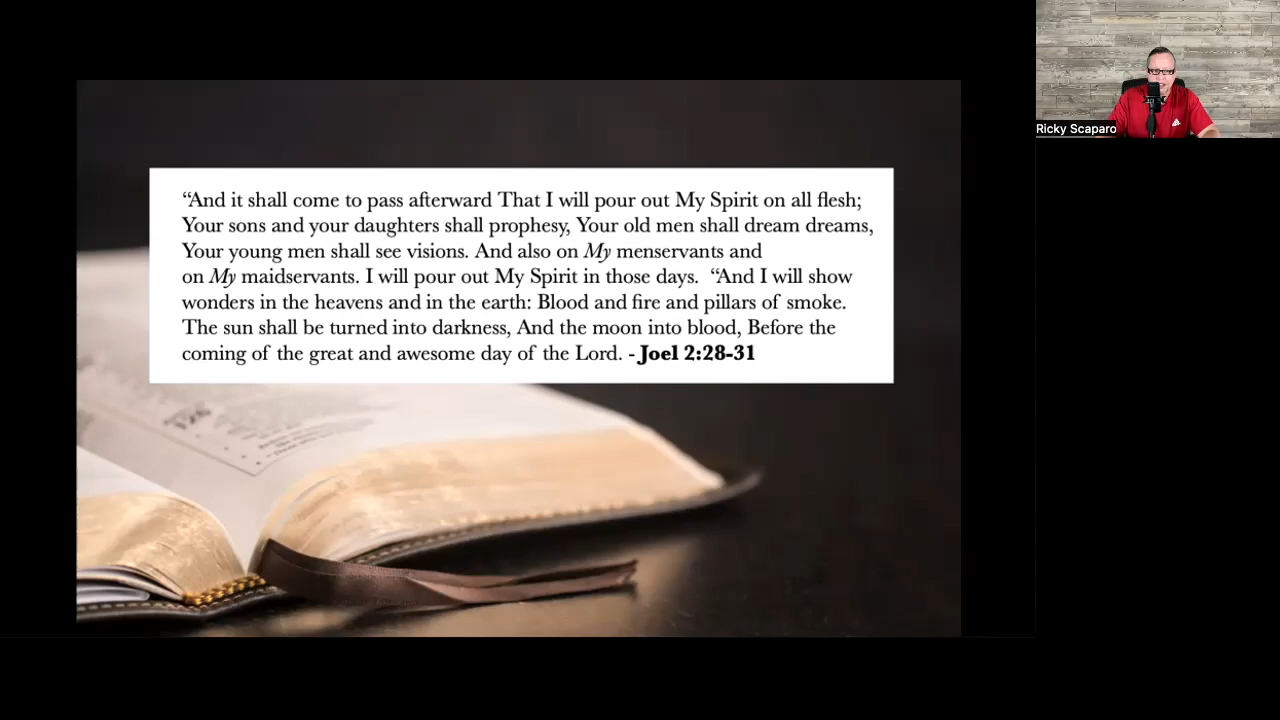 “And it shall come to pass afterward That I will pour out My Spirit on all flesh;
Your sons and your daughters shall prophesy, Your old men shall dream dreams,
Your young men shall see visions. And also on My menservants and
on My maidservants. I will pour out My Spirit in those days.  “And I will show
wonders in the heavens and in the earth: Blood and fire and pillars of smoke.
The sun shall be turned into darkness, And the moon into blood, Before the
coming of the great and awesome day of the Lord. - Joel 2:28-31
Ricky Scaparo